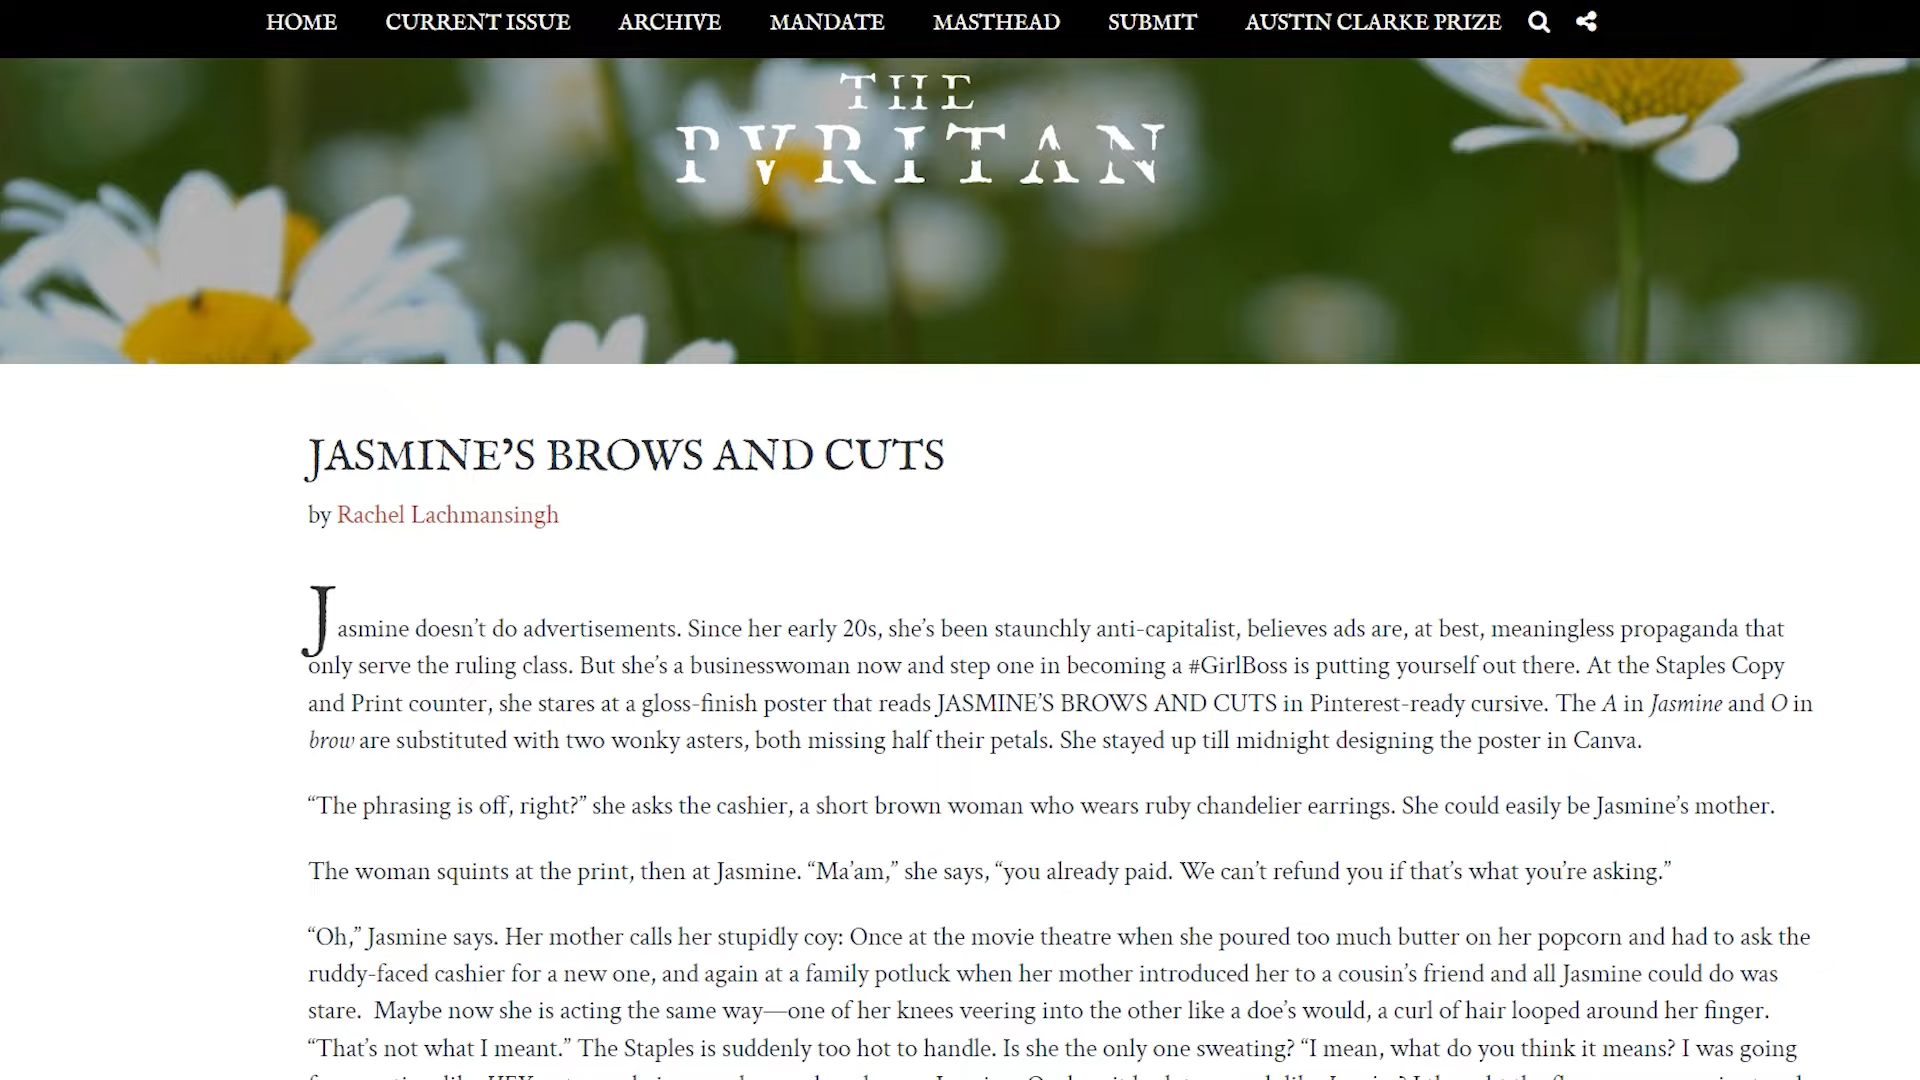 HOME CURRENT ISSUE ARCHIVE MANDATE MASTHEAD SUBMIT AUSTIN CLARKE PRIZE
THE
PVRITAN
JASMINE’S BROWS AND CUTS
by Rachel Lachmansingh
Jasmine doesn’t do advertisements. Since her early 20s, she’s been staunchly anti-capitalist, believes ads are, at best, meaningless propaganda that
only serve the ruling class. But she’s a businesswoman now and step one in becoming a #GirlBoss is putting yourself out there. At the Staples Copy
and Print counter, she stares at a gloss-finish poster that reads JASMINE’S BROWS AND CUTS in Pinterest-ready cursive. The A in Jasmine and O in
brow are substituted with two wonky asters, both missing half their petals. She stayed up till midnight designing the poster in Canva.
“The phrasing is off, right?” she asks the cashier, a short brown woman who wears ruby chandelier earrings. She could easily be Jasmine’s mother.
The woman squints at the print, then at Jasmine. “Ma’am,” she says, “you already paid. We can’t refund you if that’s what you’re asking.”
“Oh,” Jasmine says. Her mother calls her stupidly coy: Once at the movie theatre when she poured too much butter on her popcorn and had to ask the
ruddy-faced cashier for a new one, and again at a family potluck when her mother introduced her to a cousin’s friend and all Jasmine could do was
stare. Maybe now she is acting the same way—one of her knees veering into the other like a doe’s would, a curl of hair looped around her finger.
“That’s not what I meant.” The Staples is suddenly too hot to handle. Is she the only one sweating? “I mean, what do you think it means? I was going